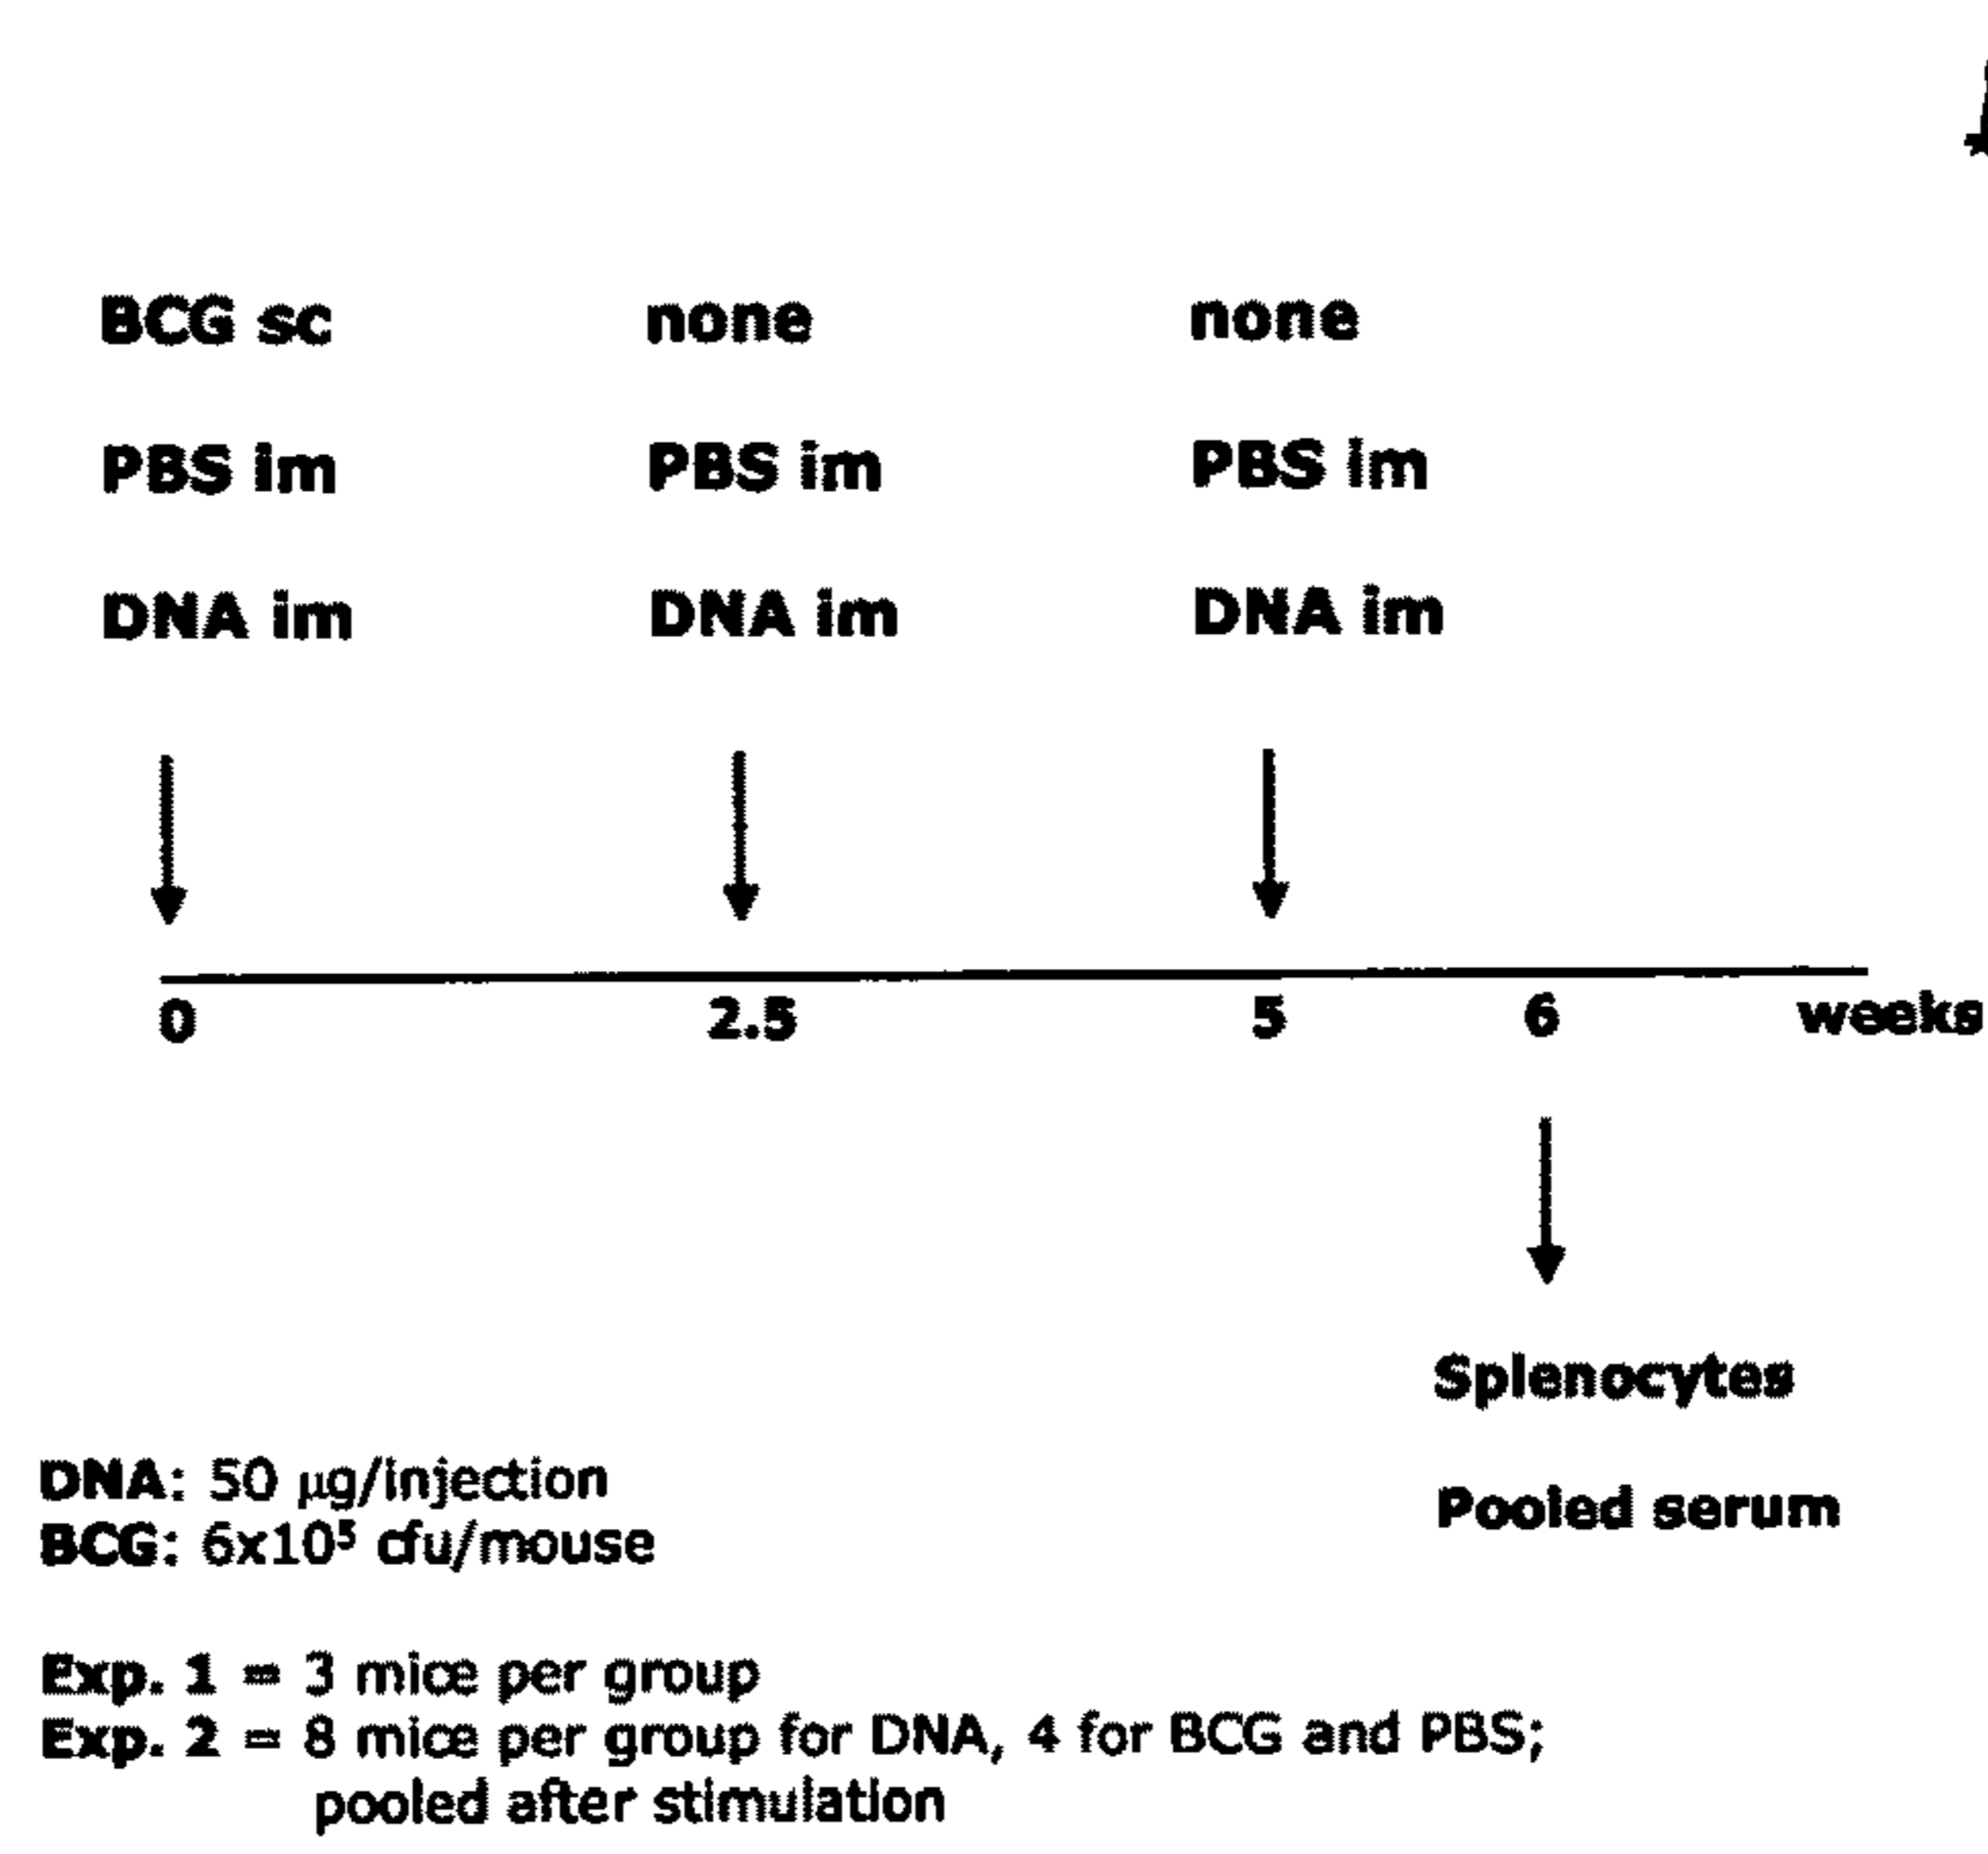 BCG sc none none
PBS im PBS im PBS im
DNA im DNA im DNA im
0 2.5 5 6 weeks
Splenocytes
Pooled serum
DNA: 50 µg/injection
BCG: 6x10⁵ cfu/mouse
Exp. 1 = 3 mice per group
Exp. 2 = 8 mice per group for DNA, 4 for BCG and PBS;
pooled after stimulation